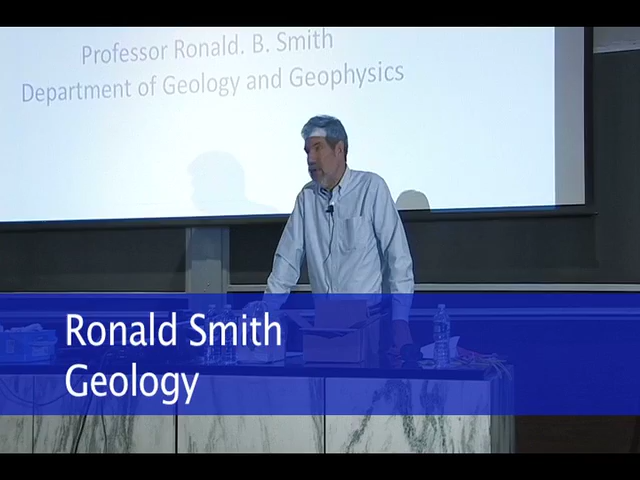 Professor Ronald. B. Smith
Department of Geology and Geophysics
Ronald Smith
Geology